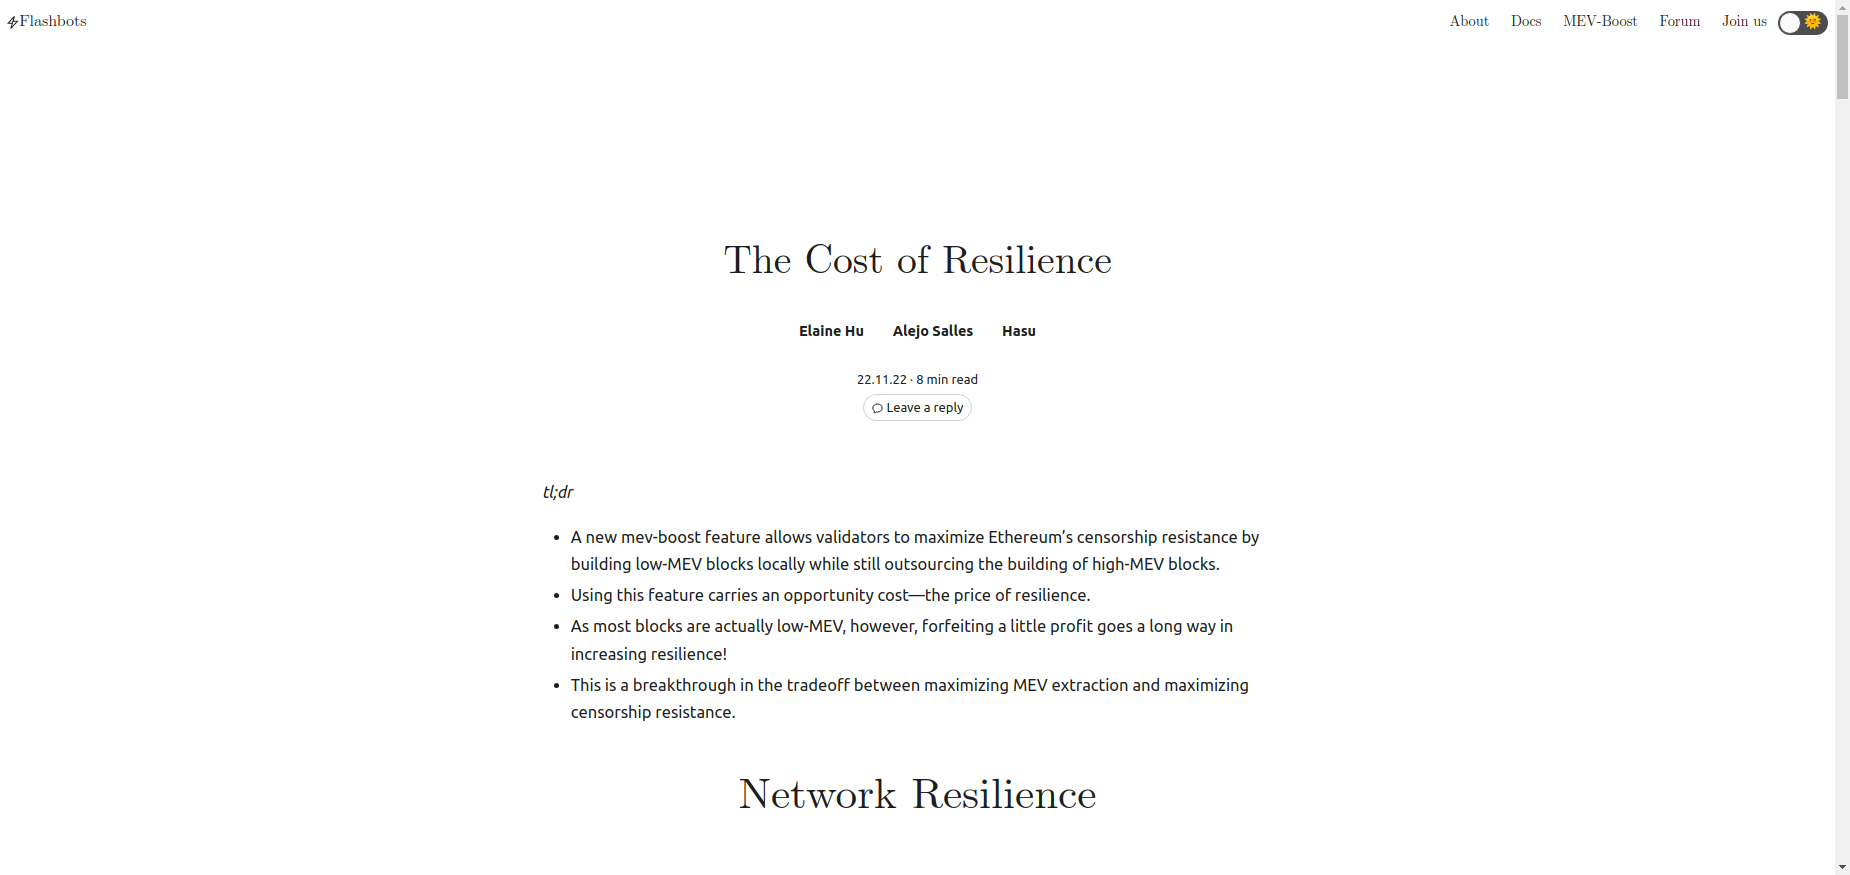 Flashbots
About Docs MEV-Boost Forum Join us
The Cost of Resilience
Elaine Hu Alejo Salles Hasu
22.11.22 · 8 min read
Leave a reply
tl;dr
• A new mev-boost feature allows validators to maximize Ethereum’s censorship resistance by
building low-MEV blocks locally while still outsourcing the building of high-MEV blocks.
• Using this feature carries an opportunity cost—the price of resilience.
• As most blocks are actually low-MEV, however, forfeiting a little profit goes a long way in
increasing resilience!
• This is a breakthrough in the tradeoff between maximizing MEV extraction and maximizing
censorship resistance.
Network Resilience